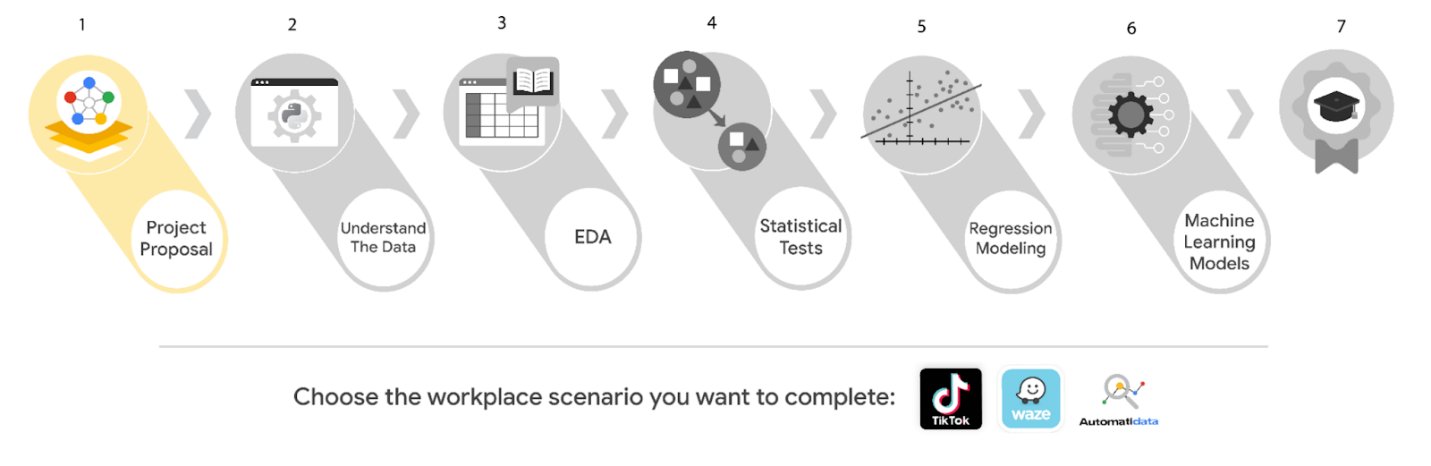 1
2
3
4
5
6
7
Project
Proposal
Understand
The Data
EDA
Statistical
Tests
Regression
Modeling
Machine
Learning
Models
Choose the workplace scenario you want to complete:
TikTok
waze
Automatidata